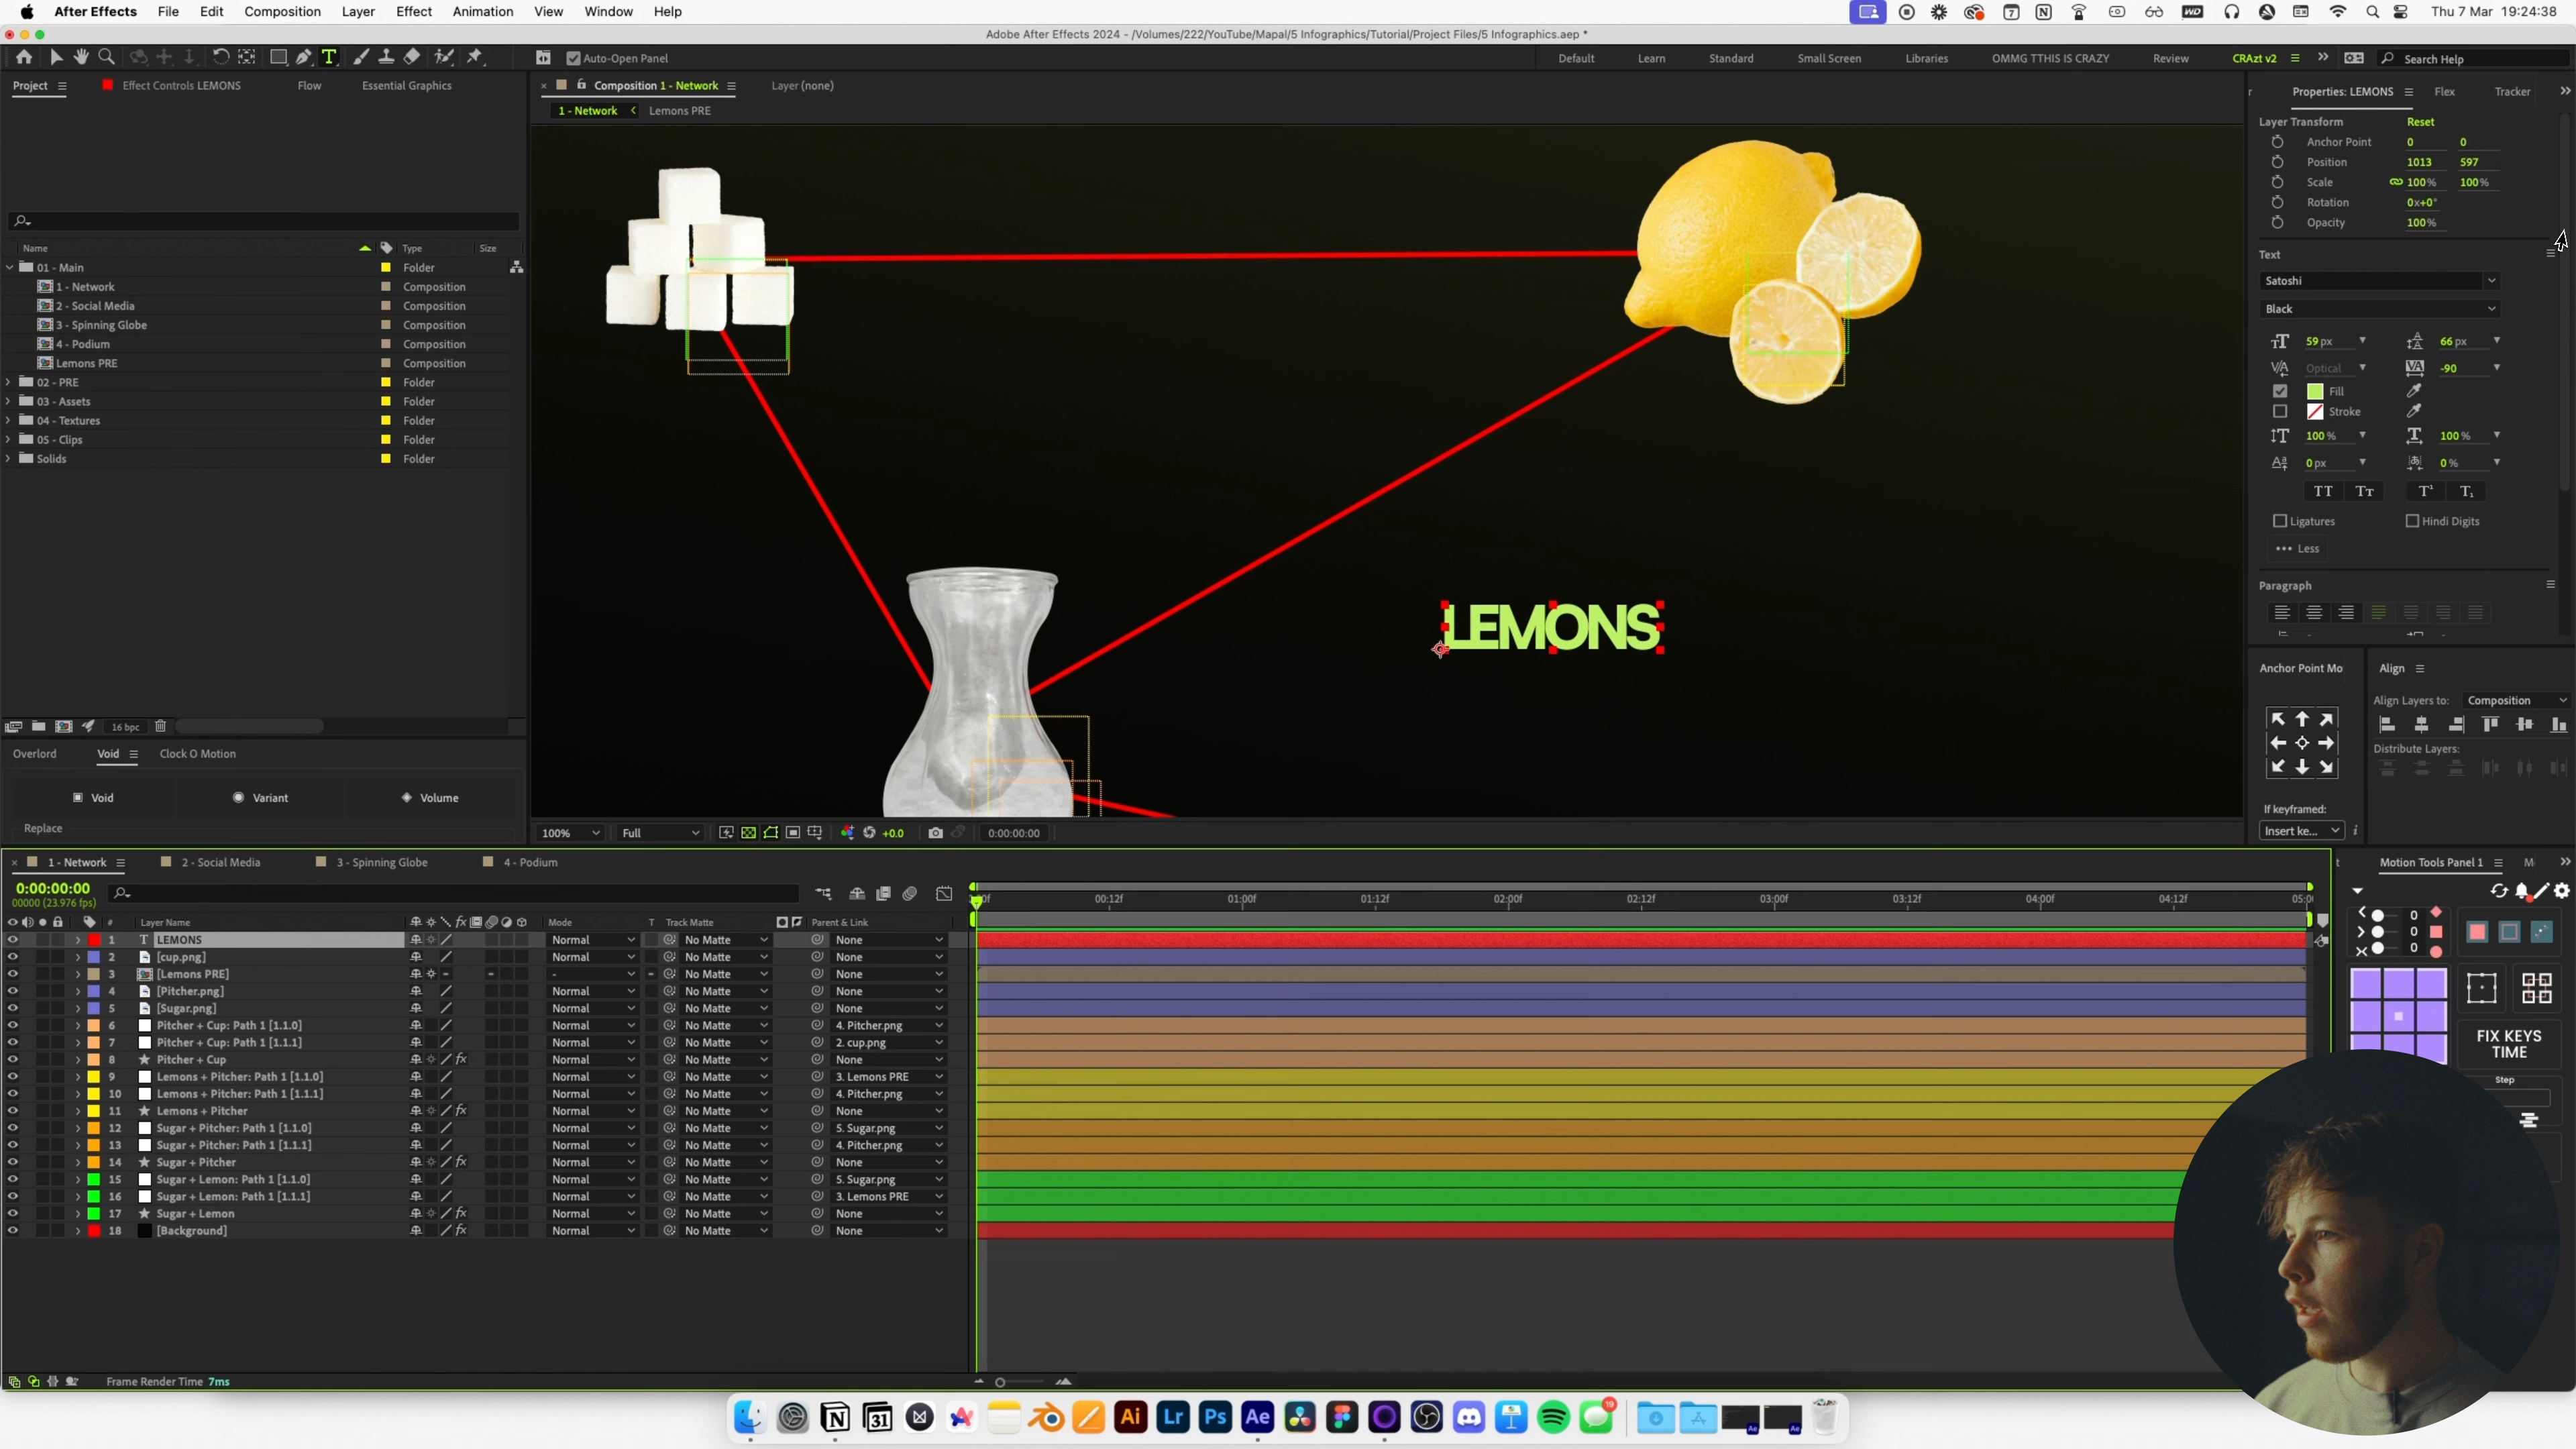 After Effects File Edit Composition Layer Effect Animation View Window Help Thu 7 Mar 19:24:38
Adobe After Effects 2024 - /Volumes/222/YouTube/Mapal/5 Infographics/Tutorial/Project Files/5 Infographics.aep *
T Auto-Open Panel Default Learn Standard Small Screen Libraries OMMG TTHIS IS CRAZY Review CRAzt v2 Search Help
Project Effect Controls LEMONS Flow Essential Graphics
Composition 1 - Network Layer (none)
1 - Network Lemons PRE
Properties: LEMONS Flex Tracker
Layer Transform Reset
Anchor Point 0 0
Position 1013 597
Scale 100% 100%
Rotation 0x+0°
Opacity 100%
Text
Satoshi
Black
59 px 66 px
Optical -90
Fill
Stroke
100 % 100 %
0 px 0 %
TT Tт T¹ T₁
Ligatures Hindi Digits
Less
Paragraph
Anchor Point Mo Align
Align Layers to: Composition
Distribute Layers:
If keyframed:
Insert ke...
Name Type Size
01 - Main Folder
1 - Network Composition
2 - Social Media Composition
3 - Spinning Globe Composition
4 - Podium Composition
Lemons PRE Composition
02 - PRE Folder
03 - Assets Folder
04 - Textures Folder
05 - Clips Folder
Solids Folder
16 bpc
Overlord Void Clock O Motion
Void Variant Volume
Replace
LEMONS
100% Full +0.0 0:00:00:00
1 - Network 2 - Social Media 3 - Spinning Globe 4 - Podium
0:00:00:00
00000 (23.976 fps)
00:12f 01:00f 01:12f 02:00f 02:12f 03:00f 03:12f 04:00f 04:12f 05:0
# Layer Name Mode T Track Matte Parent & Link
1 T LEMONS Normal No Matte None
2 [cup.png] Normal No Matte None
3 [Lemons PRE] - No Matte None
4 [Pitcher.png] Normal No Matte None
5 [Sugar.png] Normal No Matte None
6 Pitcher + Cup: Path 1 [1.1.0] Normal No Matte 4. Pitcher.png
7 Pitcher + Cup: Path 1 [1.1.1] Normal No Matte 2. cup.png
8 Pitcher + Cup fx Normal No Matte None
9 Lemons + Pitcher: Path 1 [1.1.0] Normal No Matte 3. Lemons PRE
10 Lemons + Pitcher: Path 1 [1.1.1] Normal No Matte 4. Pitcher.png
11 Lemons + Pitcher fx Normal No Matte None
12 Sugar + Pitcher: Path 1 [1.1.0] Normal No Matte 5. Sugar.png
13 Sugar + Pitcher: Path 1 [1.1.1] Normal No Matte 4. Pitcher.png
14 Sugar + Pitcher fx Normal No Matte None
15 Sugar + Lemon: Path 1 [1.1.0] Normal No Matte 5. Sugar.png
16 Sugar + Lemon: Path 1 [1.1.1] Normal No Matte 3. Lemons PRE
17 Sugar + Lemon fx Normal No Matte None
18 [Background] fx Normal No Matte None
Motion Tools Panel 1 M
0
0
0
FIX KEYS
TIME
Step
Frame Render Time 7ms
31 Ai Lr Ps Ae 19